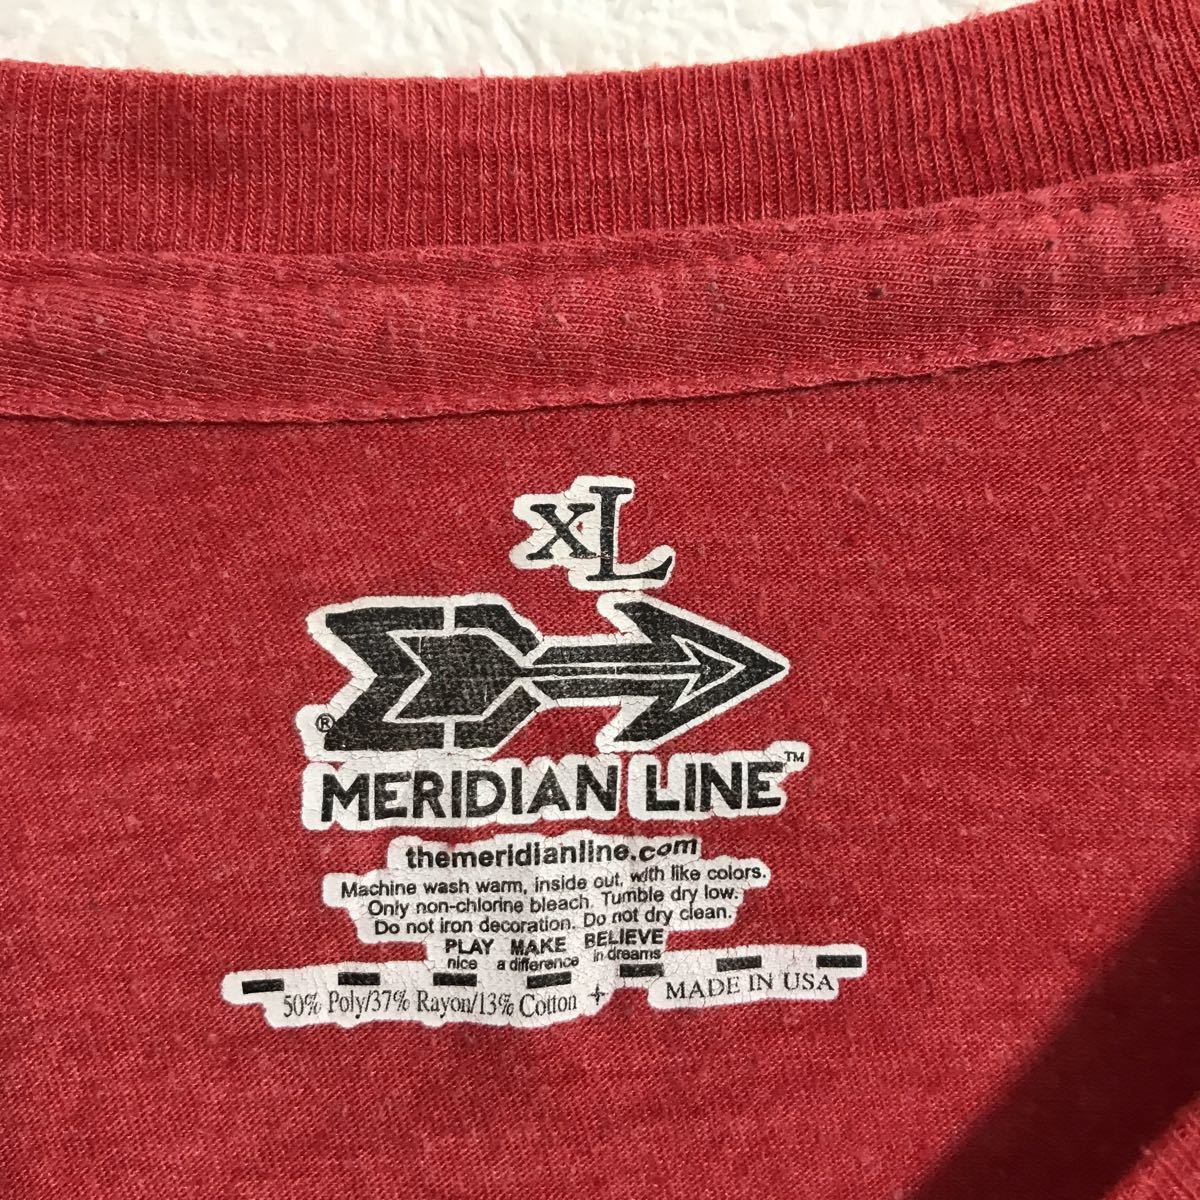 XL
®
MERIDIAN LINE™
themeridianline.com
Machine wash warm, inside out, with like colors.
Only non-chlorine bleach. Tumble dry low.
Do not iron decoration. Do not dry clean.
PLAY MAKE BELIEVE
nice a difference in dreams
50% Poly/37% Rayon/13% Cotton + MADE IN USA